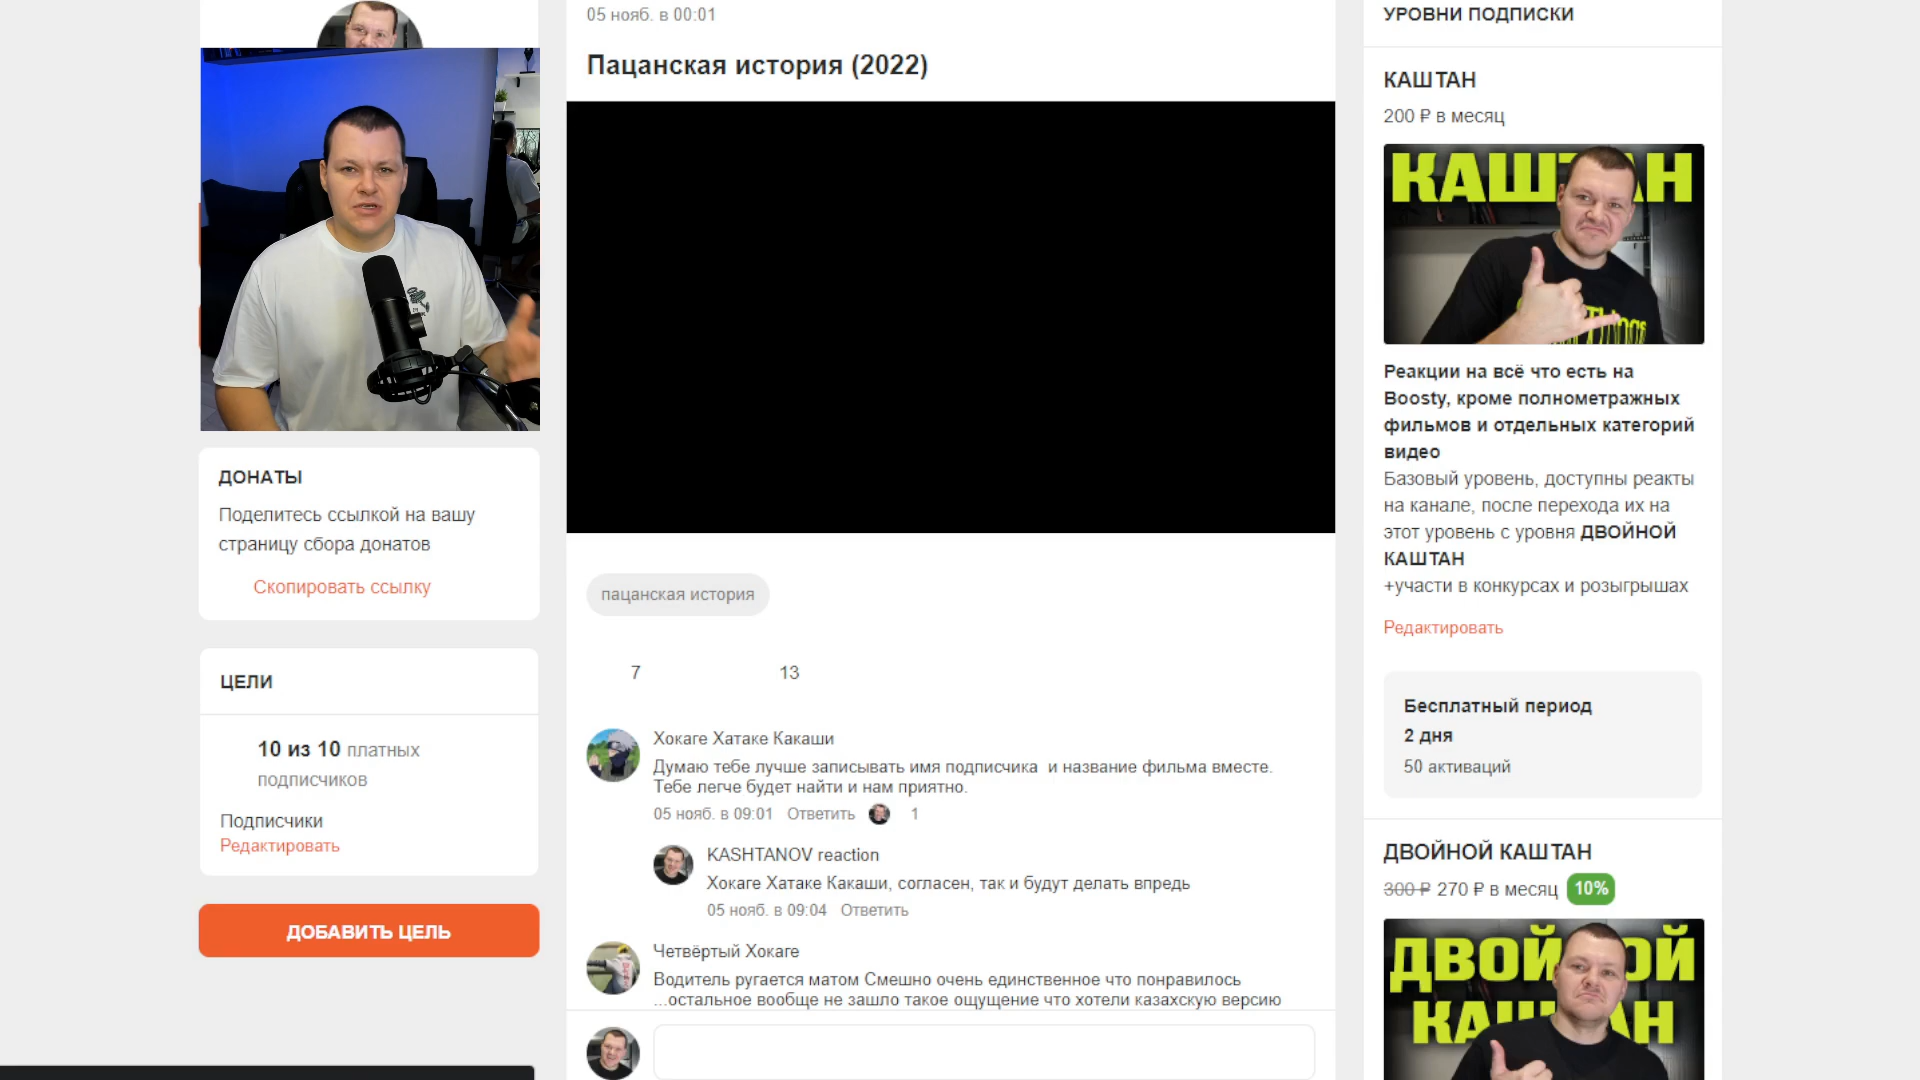 05 нояб. в 00:01
Пацанская история (2022)
ДОНАТЫ
Поделитесь ссылкой на вашу
страницу сбора донатов
Скопировать ссылку
ЦЕЛИ
10 из 10 платных
подписчиков
Подписчики
Редактировать
ДОБАВИТЬ ЦЕЛЬ
пацанская история
7
13
Хокаге Хатаке Какаши
Думаю тебе лучше записывать имя подписчика и название фильма вместе.
Тебе легче будет найти и нам приятно.
05 нояб. в 09:01 Ответить 1
KASHTANOV reaction
Хокаге Хатаке Какаши, согласен, так и будут делать впредь
05 нояб. в 09:04 Ответить
Четвёртый Хокаге
Водитель ругается матом Смешно очень единственное что понравилось
...остальное вообще не зашло такое ощущение что хотели казахскую версию
УРОВНИ ПОДПИСКИ
КАШТАН
200 ₽ в месяц
Реакции на всё что есть на
Boosty, кроме полнометражных
фильмов и отдельных категорий
видео
Базовый уровень, доступны реакты
на канале, после перехода их на
этот уровень с уровня ДВОЙНОЙ
КАШТАН
+участи в конкурсах и розыгрышах
Редактировать
Бесплатный период
2 дня
50 активаций
ДВОЙНОЙ КАШТАН
300 ₽ 270 ₽ в месяц 10%